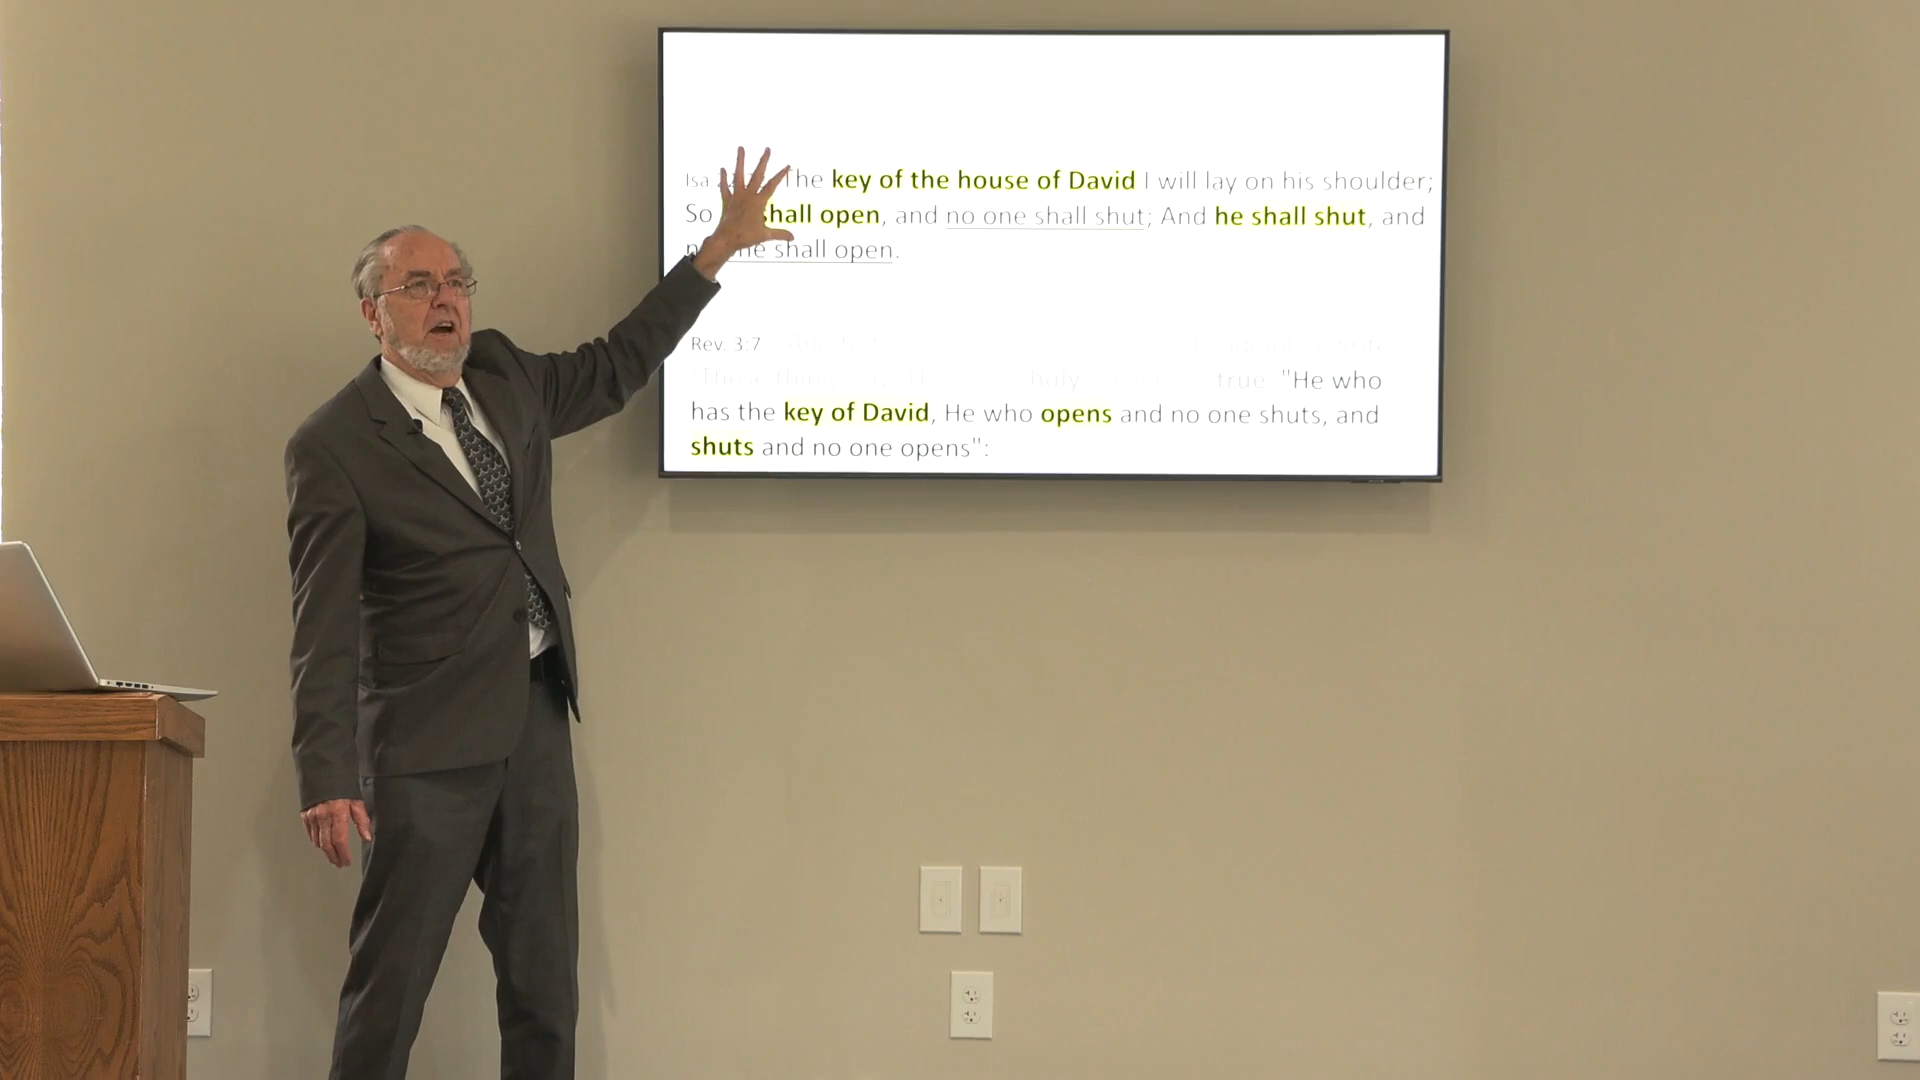 Isa The key of the house of David I will lay on his shoulder;
So shall open, and no one shall shut; And he shall shut, and
one shall open.
Rev. 3:7
"These holy true "He who
has the key of David, He who opens and no one shuts, and
shuts and no one opens":